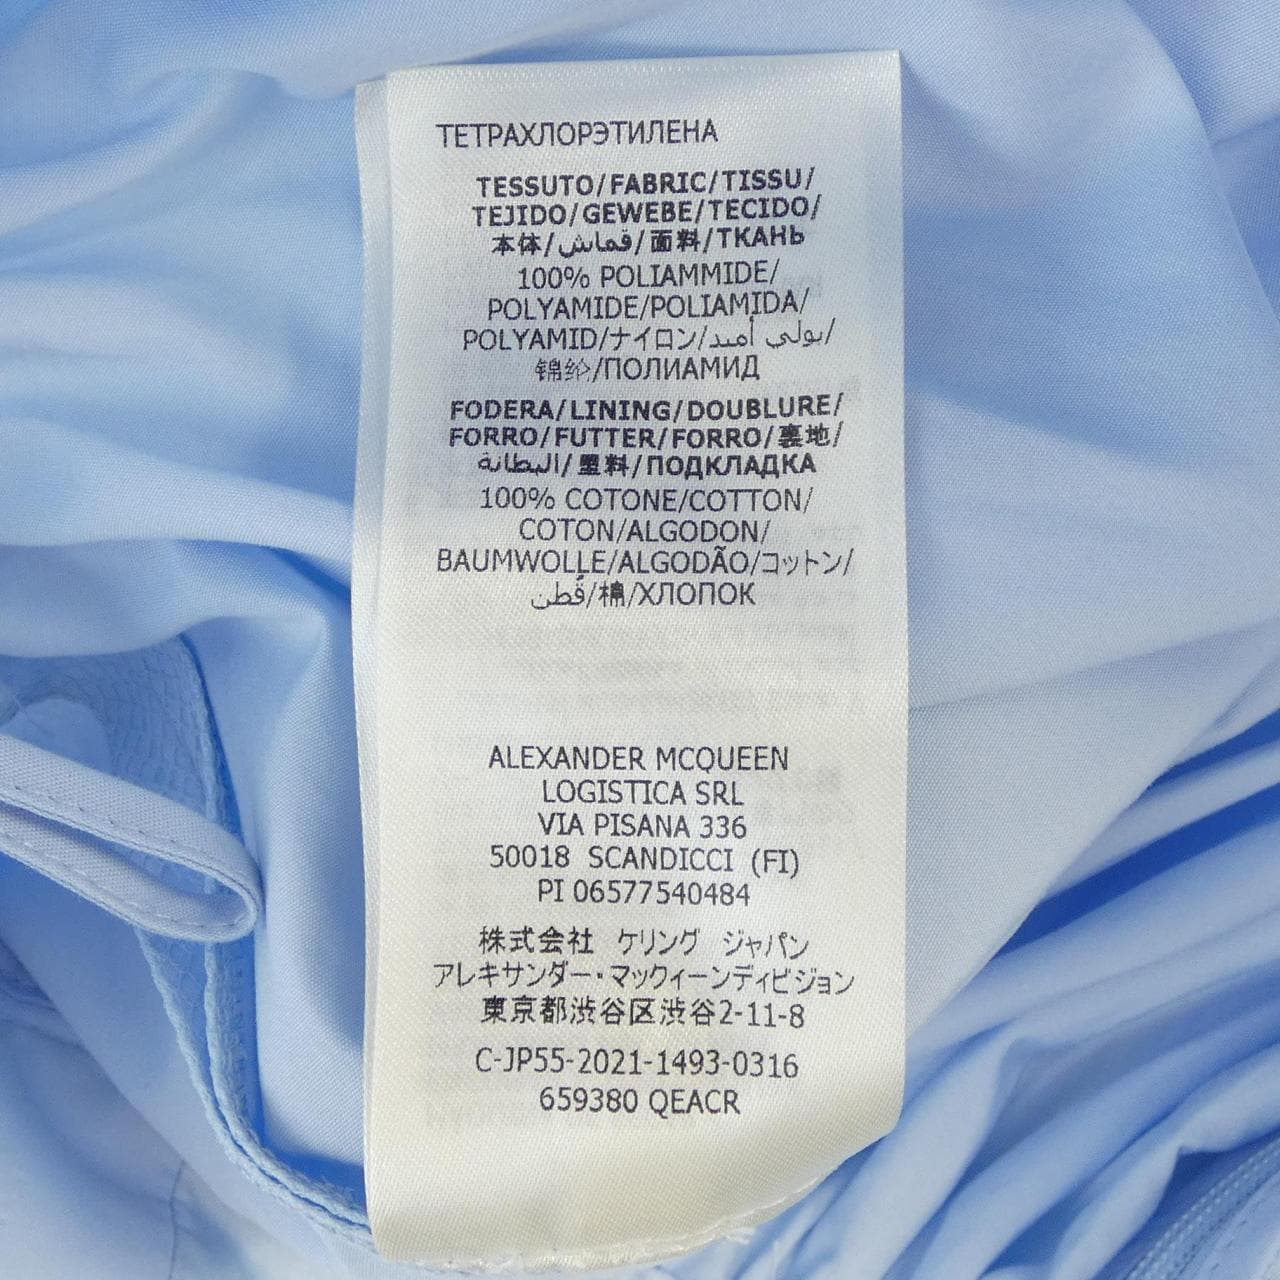 ТЕТРАХЛОРЭТИЛЕНА
TESSUTO/FABRIC/TISSU/
TEJIDO/GEWEBE/TECIDO/
本体/قماش/面料/ТКАНЬ
100% POLIAMMIDE/
POLYAMIDE/POLIAMIDA/
POLYAMID/ナイロン/بولي أميد/
锦纶/ПОЛИАМИД
FODERA/LINING/DOUBLURE/
FORRO/FUTTER/FORRO/裏地/
البطانة/里料/ПОДКЛАДКА
100% COTONE/COTTON/
COTON/ALGODON/
BAUMWOLLE/ALGODÃO/コットン/
قُطن/棉/ХЛОПОК
ALEXANDER MCQUEEN
LOGISTICA SRL
VIA PISANA 336
50018 SCANDICCI (FI)
PI 06577540484
株式会社 ケリング ジャパン
アレキサンダー・マックィーンディビジョン
東京都渋谷区渋谷2-11-8
C-JP55-2021-1493-0316
659380 QEACR